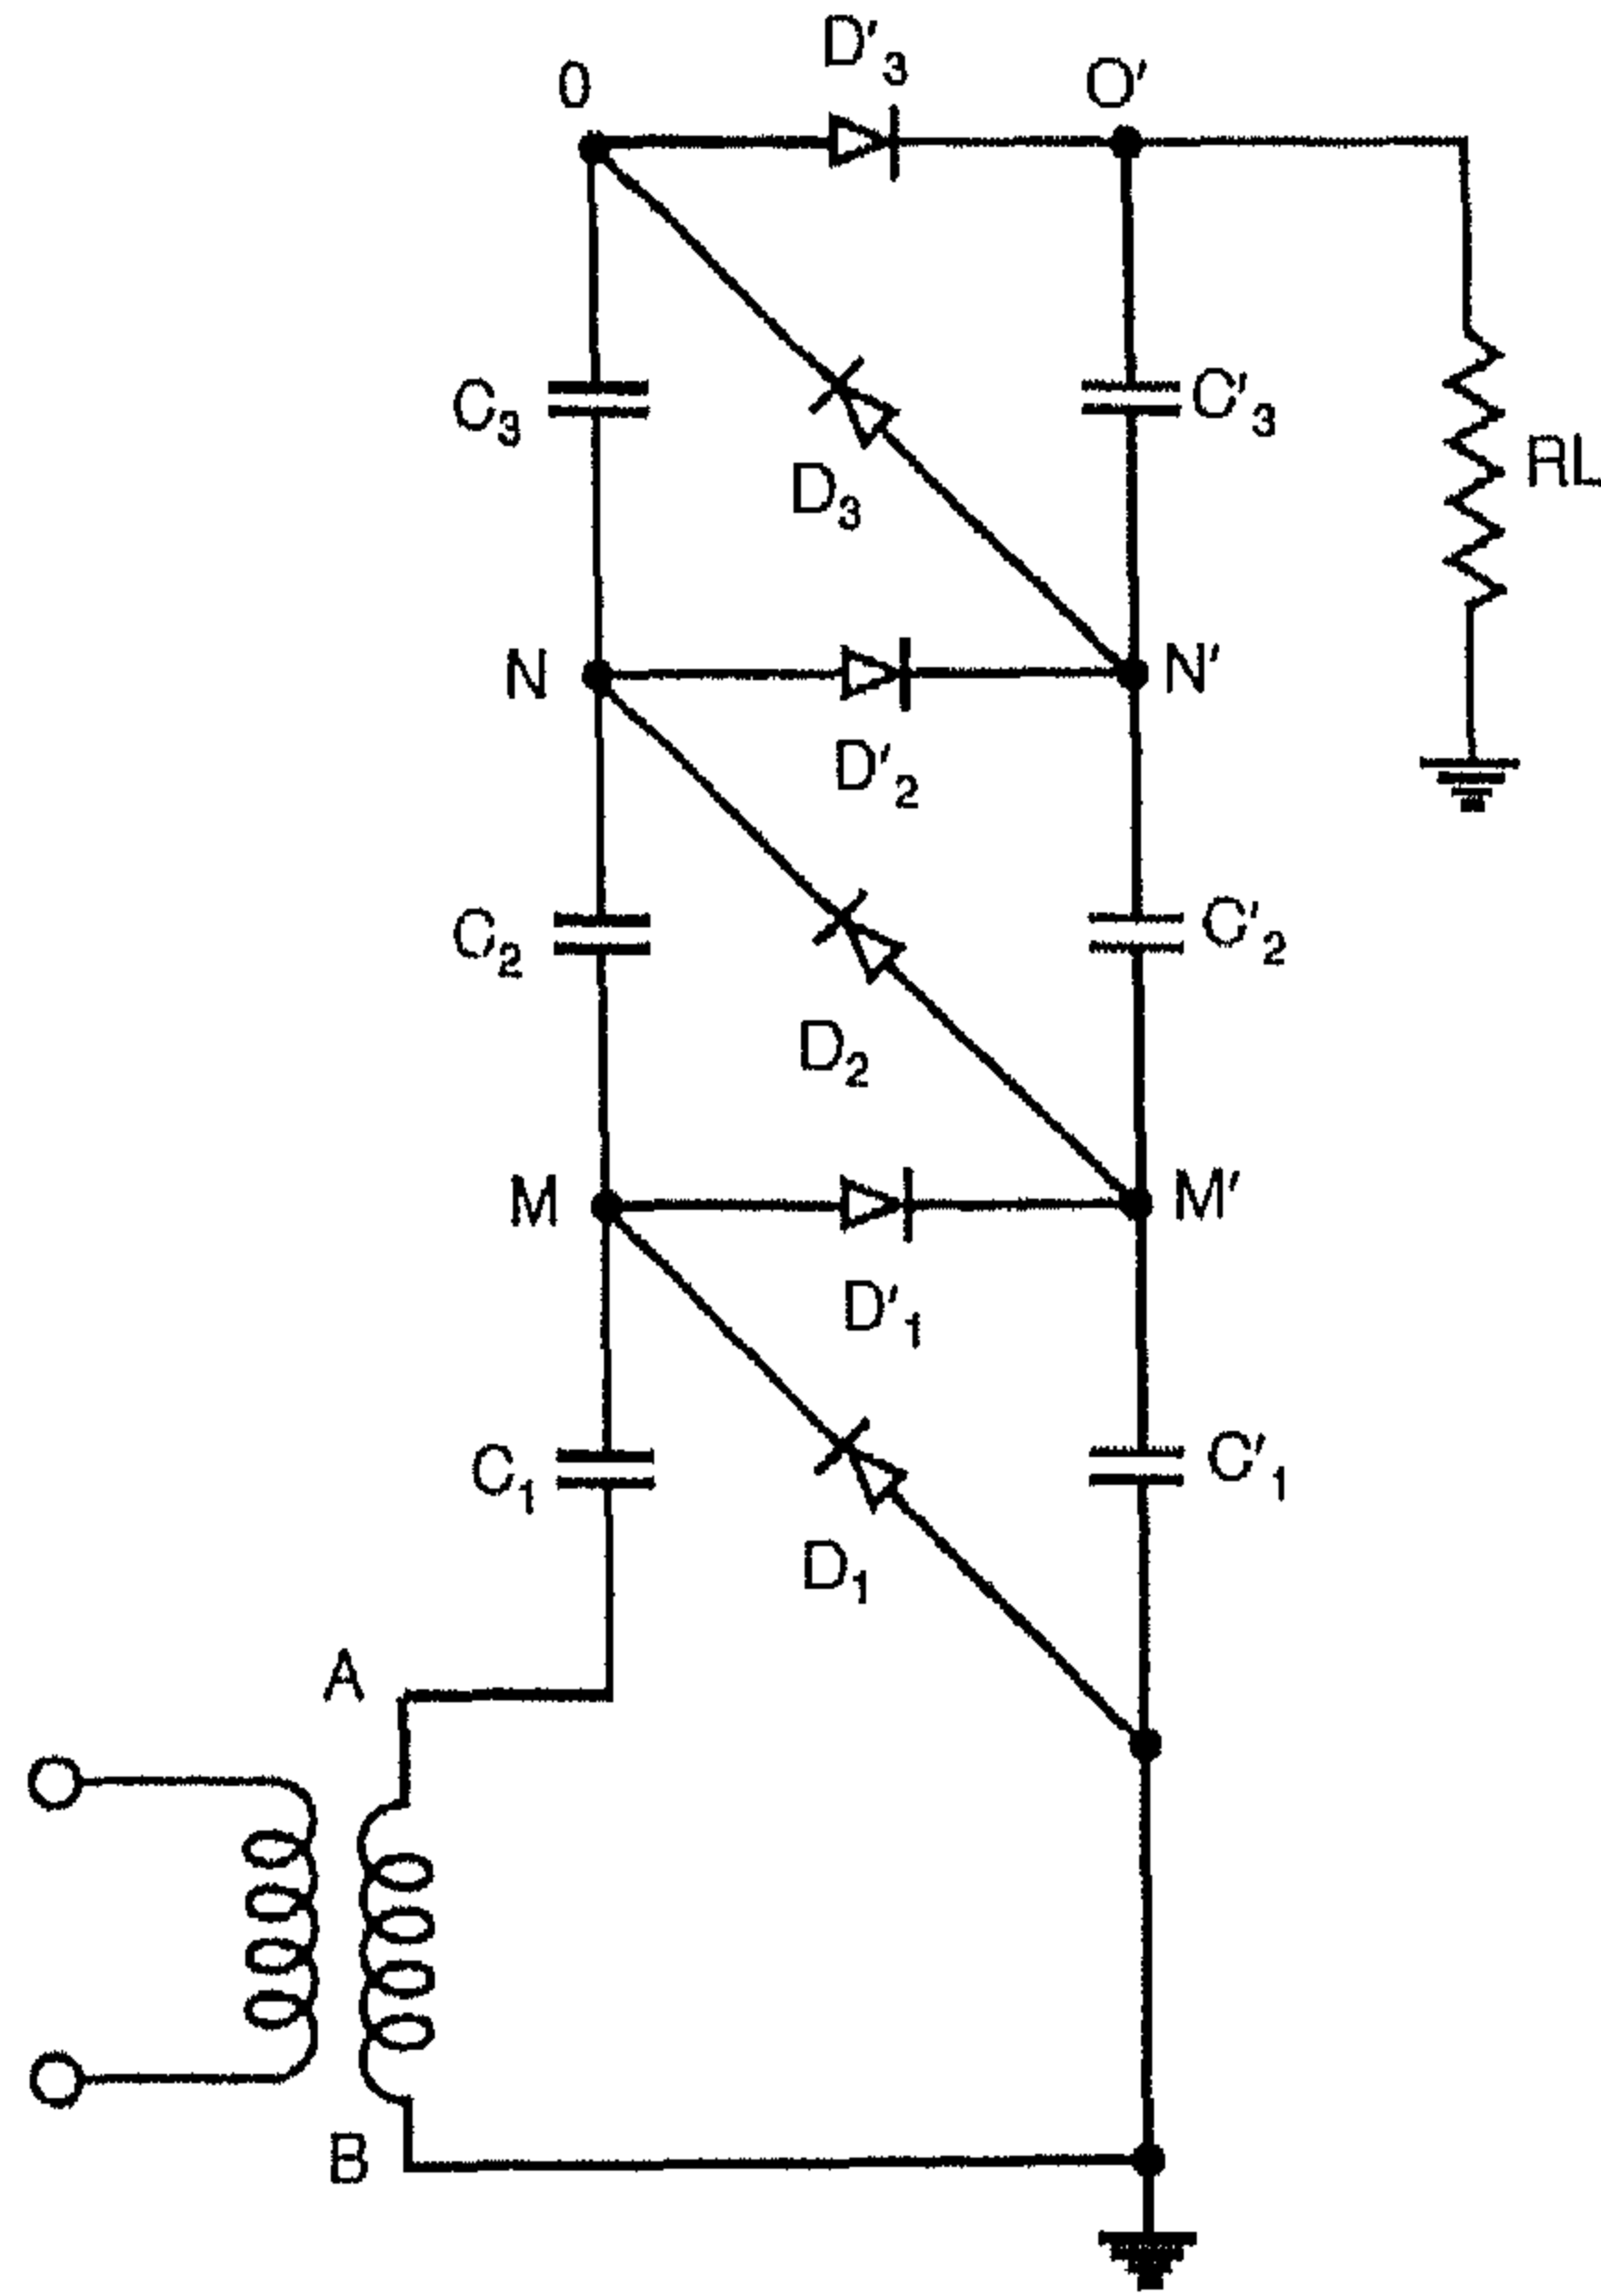 D′3
0 O′
C3 C′3
RL
D3
N N′
D′2
C2 C′2
D2
M M′
D′1
C1 C′1
D1
A
B